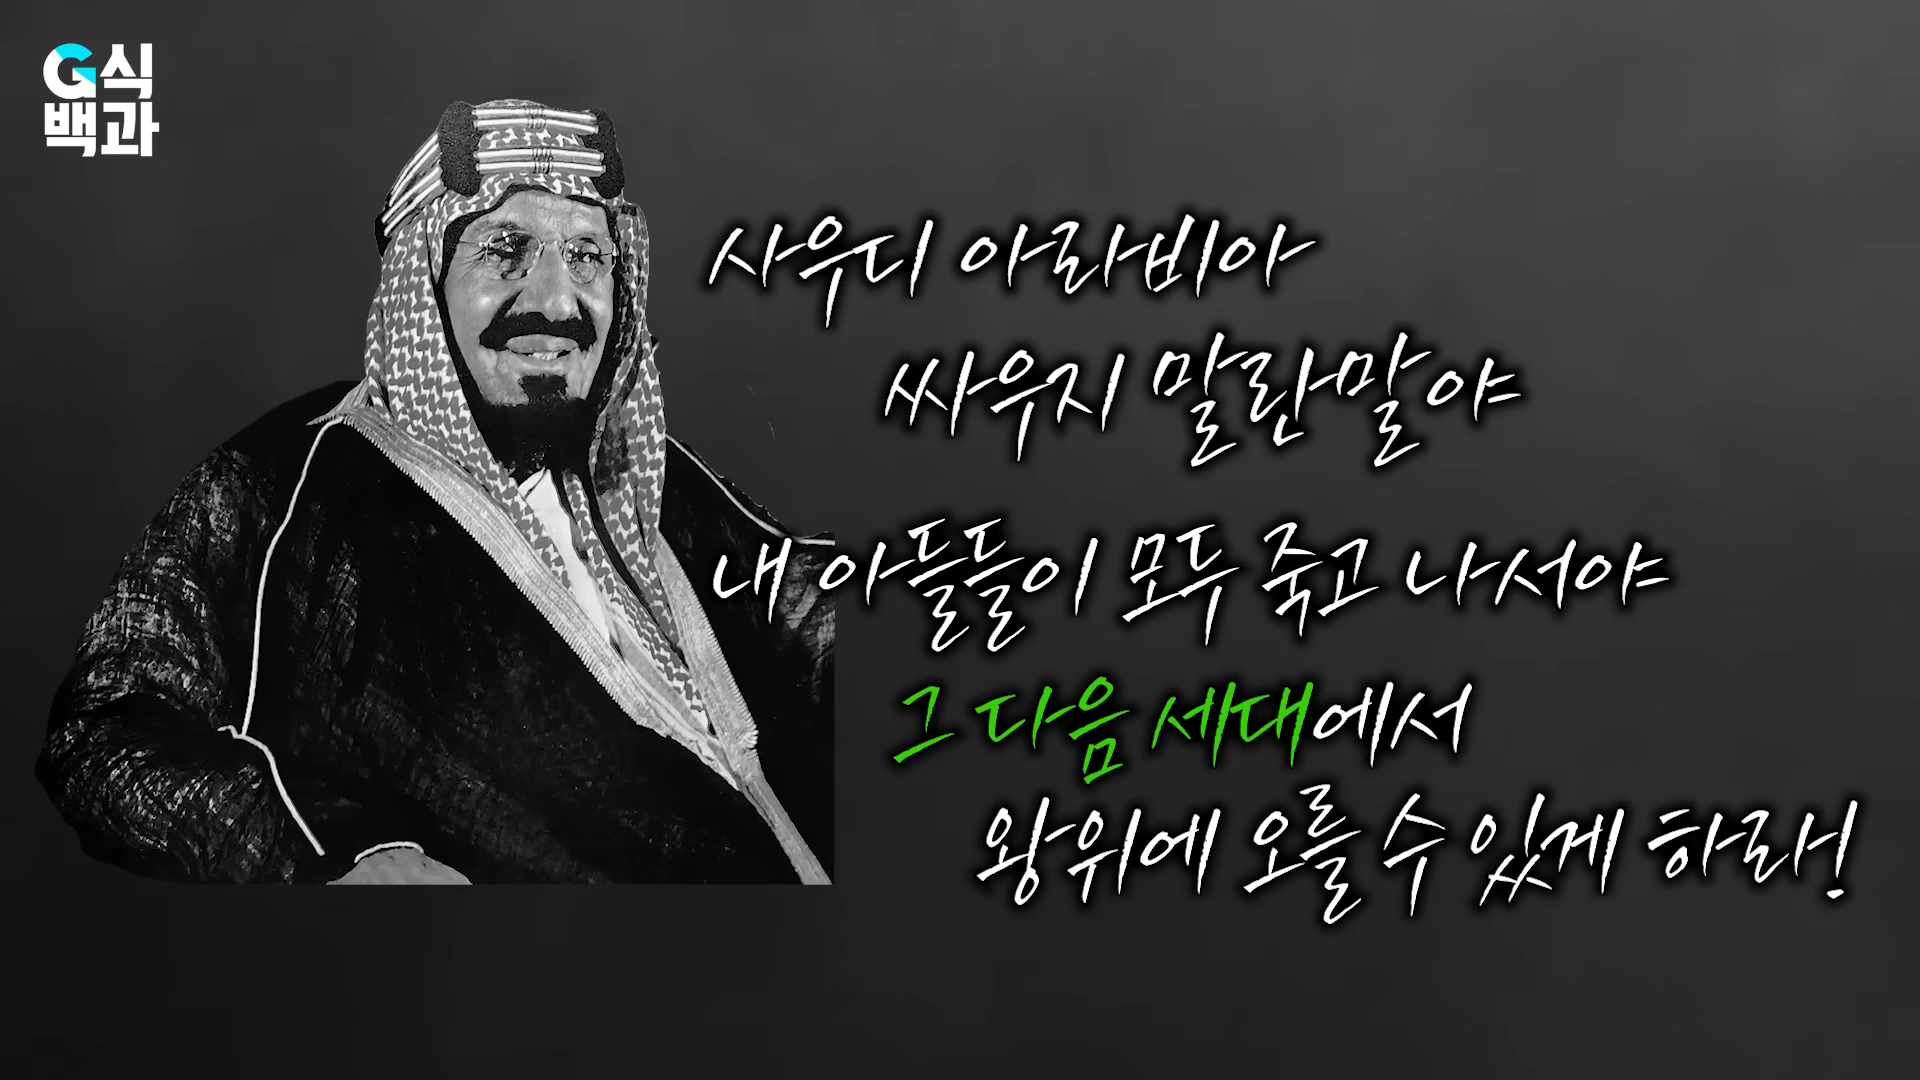 G식
백과
사우디 아라비아
싸우지 말란말야
내 아들들이 모두 죽고 나서야
그 다음 세대에서
왕위에 오를 수 있게 하라!